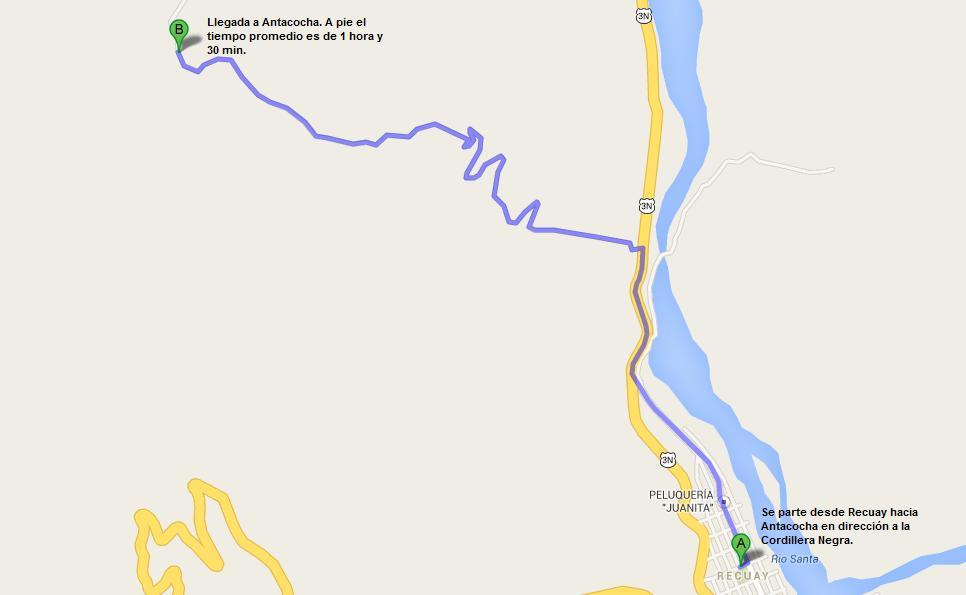 3N
B
Llegada a Antacocha. A pie el
tiempo promedio es de 1 hora y
30 min.
3N
3N
PELUQUERÍA
"JUANITA"
Se parte desde Recuay hacia
Antacocha en dirección a la
Cordillera Negra.
A
Rio Santa
RECUAY